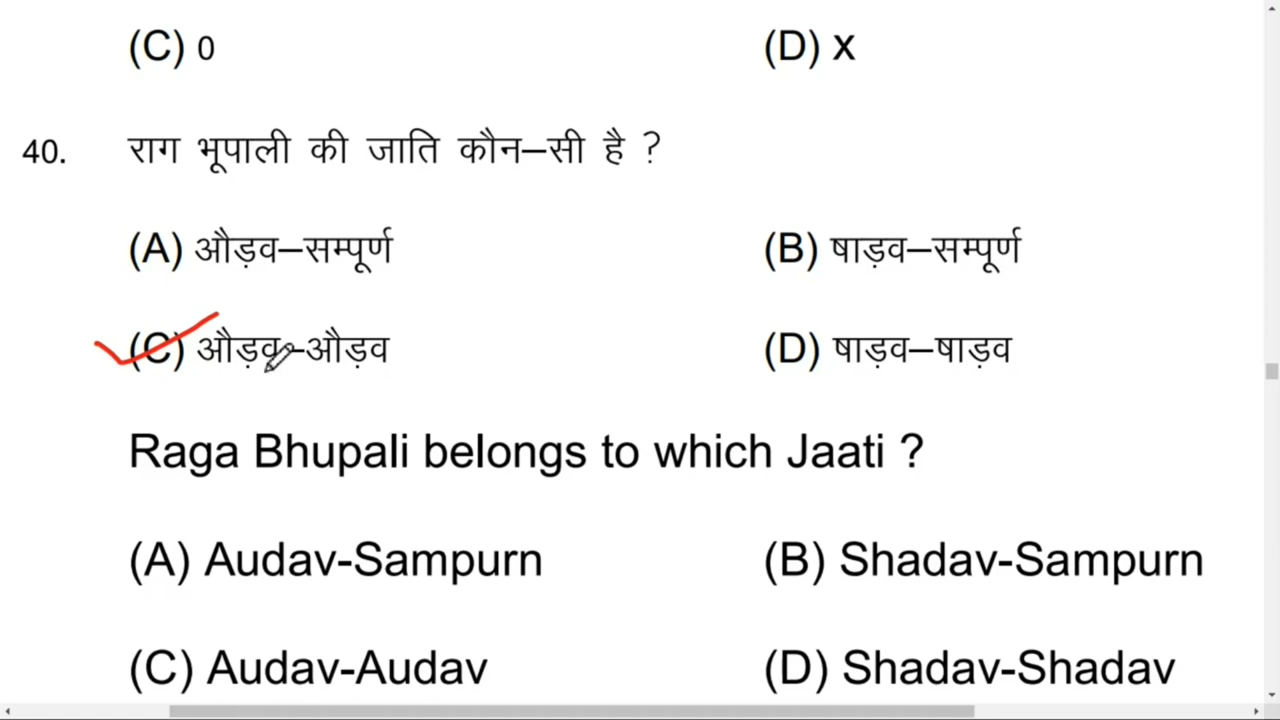 (C) 0 (D) x
40. राग भूपाली की जाति कौन–सी है ?
(A) औड़व–सम्पूर्ण (B) षाड़व–सम्पूर्ण
(C) औड़व–औड़व (D) षाड़व–षाड़व
Raga Bhupali belongs to which Jaati ?
(A) Audav-Sampurn (B) Shadav-Sampurn
(C) Audav-Audav (D) Shadav-Shadav